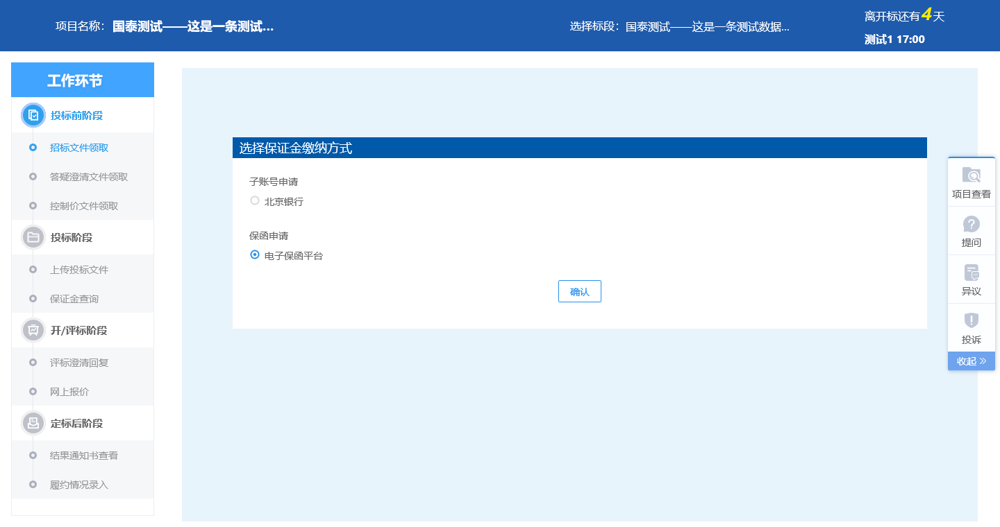 项目名称： 国泰测试——这是一条测试...
选择标段： 国泰测试——这是一条测试数据...
离开标还有4天
测试1 17:00
工作环节
投标前阶段
招标文件领取
答疑澄清文件领取
控制价文件领取
投标阶段
上传投标文件
保证金查询
开/评标阶段
评标澄清回复
网上报价
定标后阶段
结果通知书查看
履约情况录入
选择保证金缴纳方式
子账号申请
北京银行
保函申请
电子保函平台
确认
项目查看
提问
异议
投诉
收起 »